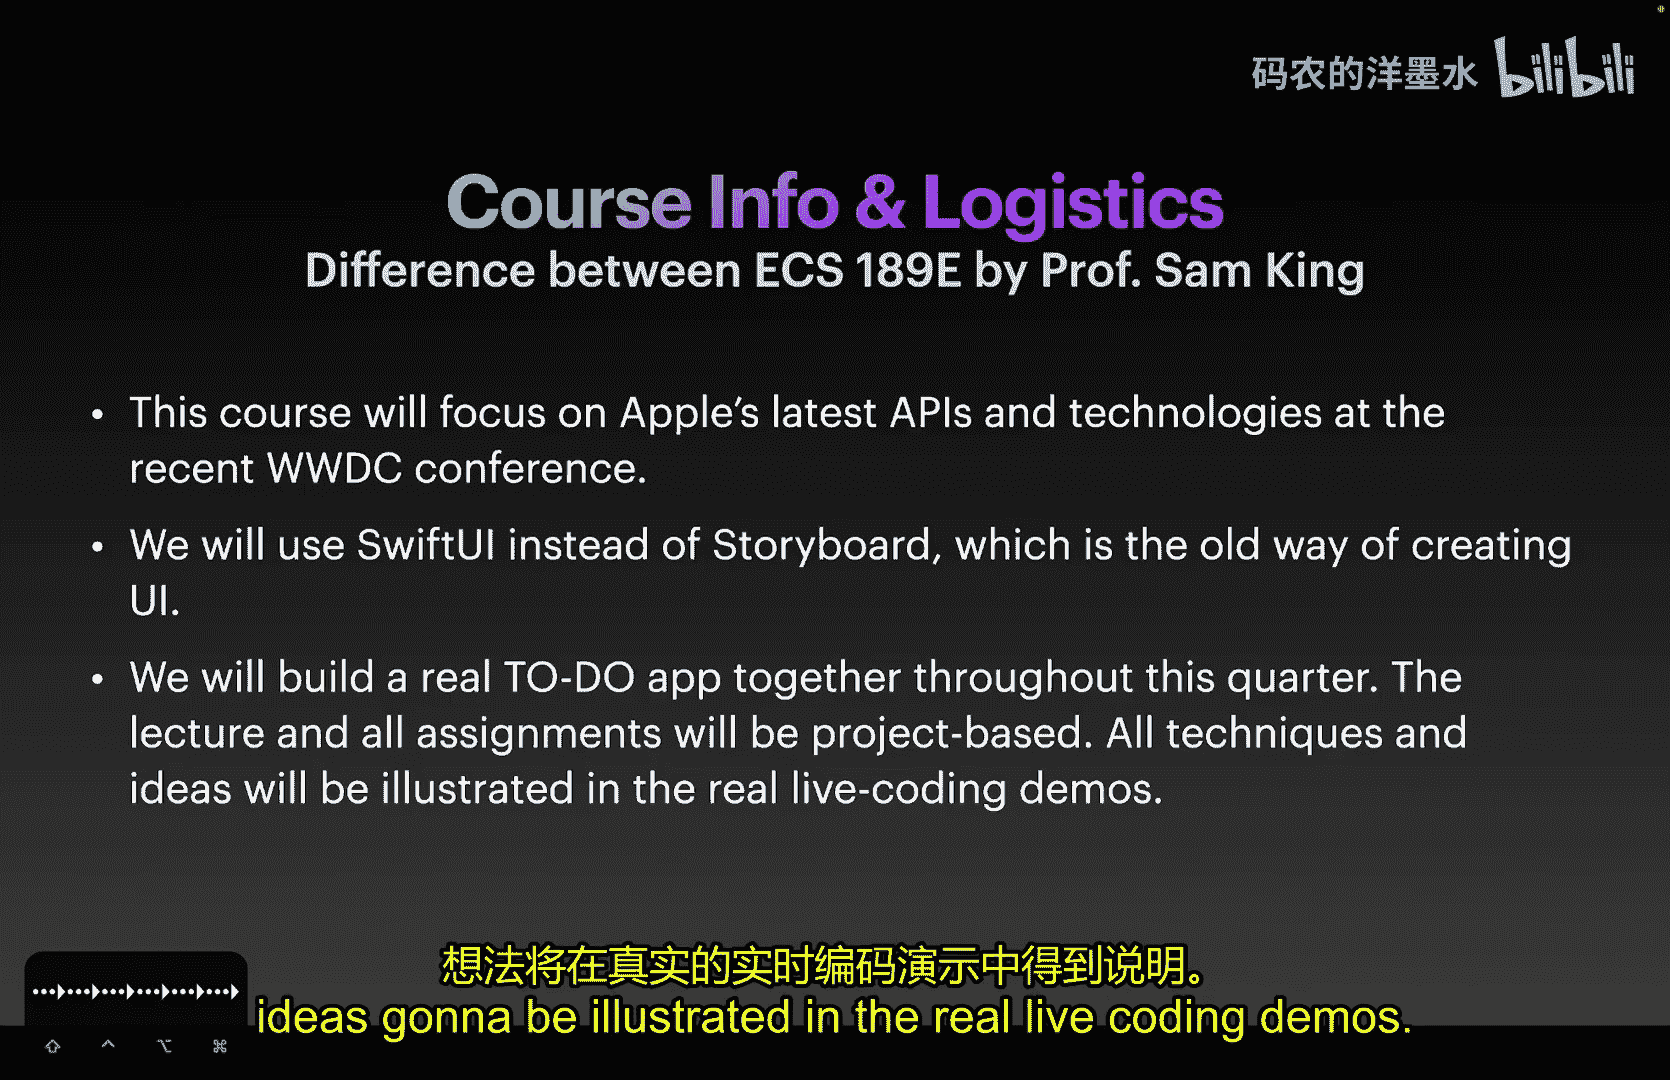 码农的洋墨水 bilibili
Course Info & Logistics
Difference between ECS 189E by Prof. Sam King
• This course will focus on Apple’s latest APIs and technologies at the
recent WWDC conference.
• We will use SwiftUI instead of Storyboard, which is the old way of creating
UI.
• We will build a real TO-DO app together throughout this quarter. The
lecture and all assignments will be project-based. All techniques and
ideas will be illustrated in the real live-coding demos.
想法将在真实的实时编码演示中得到说明。
ideas gonna be illustrated in the real live coding demos.